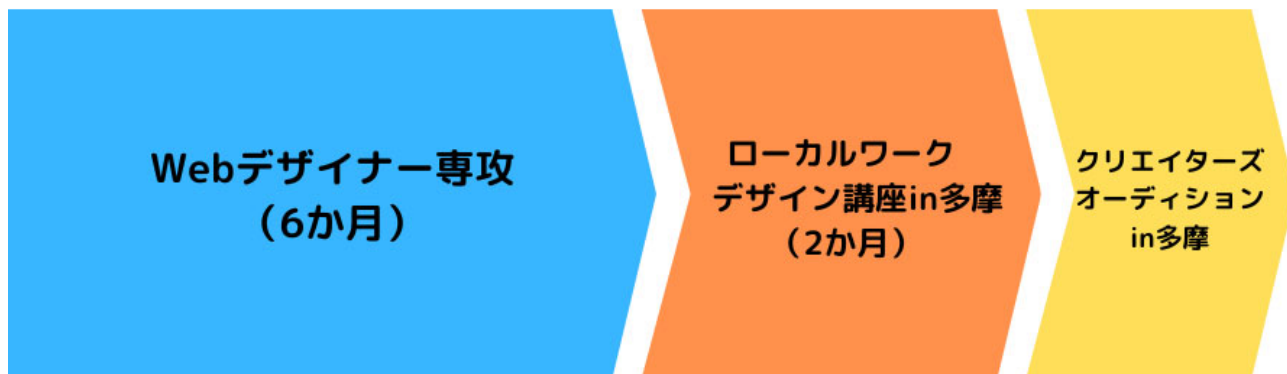 Webデザイナー専攻
（6か月）
ローカルワーク
デザイン講座in多摩
（2か月）
クリエイターズ
オーディション
in多摩